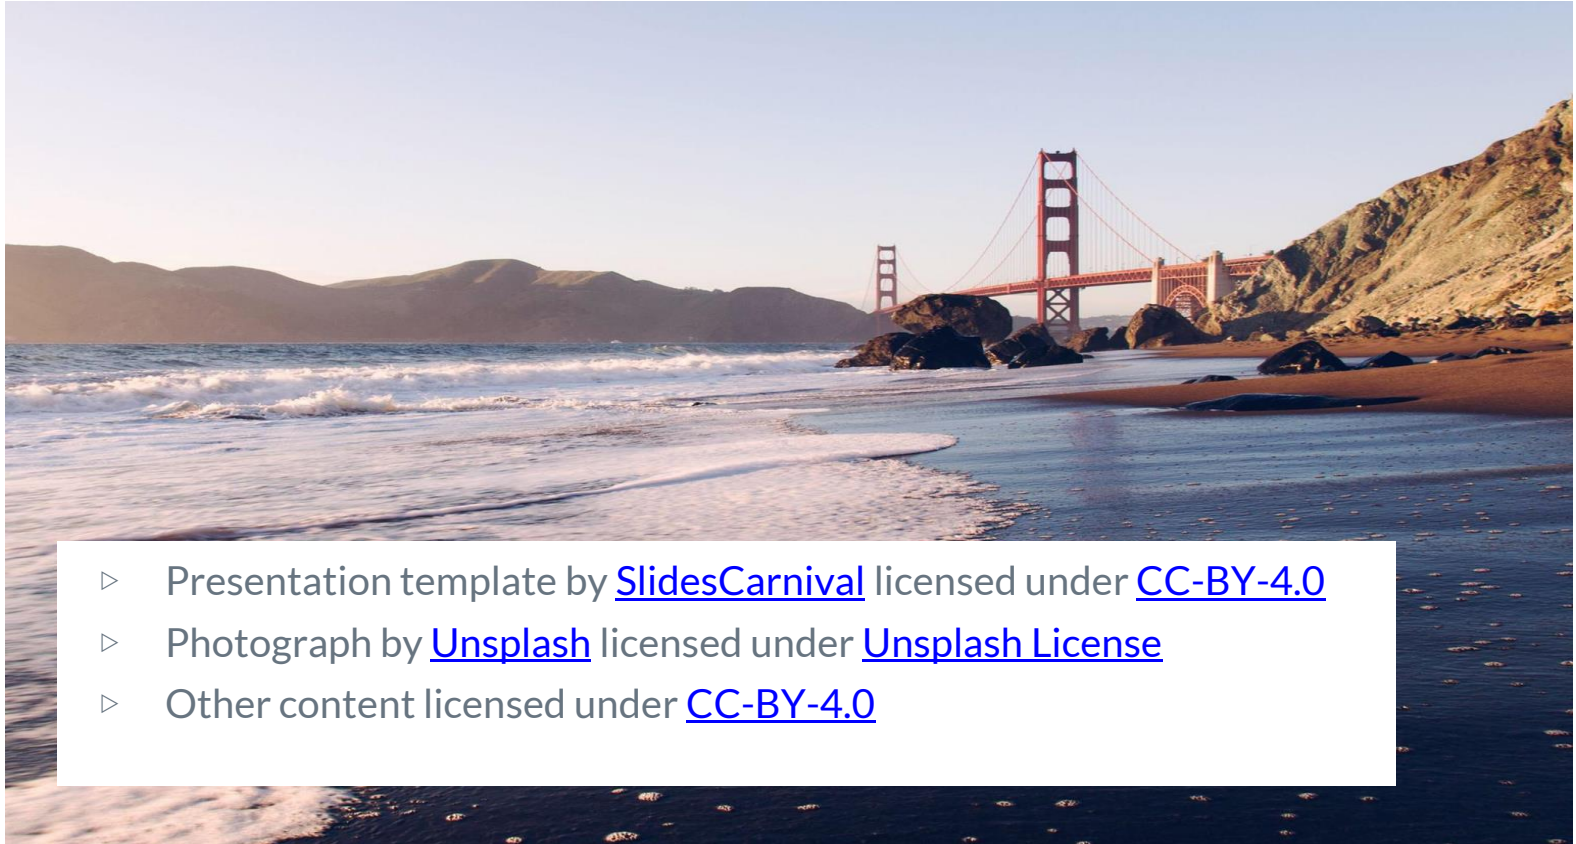 ▷ Presentation template by SlidesCarnival licensed under CC-BY-4.0
▷ Photograph by Unsplash licensed under Unsplash License
▷ Other content licensed under CC-BY-4.0